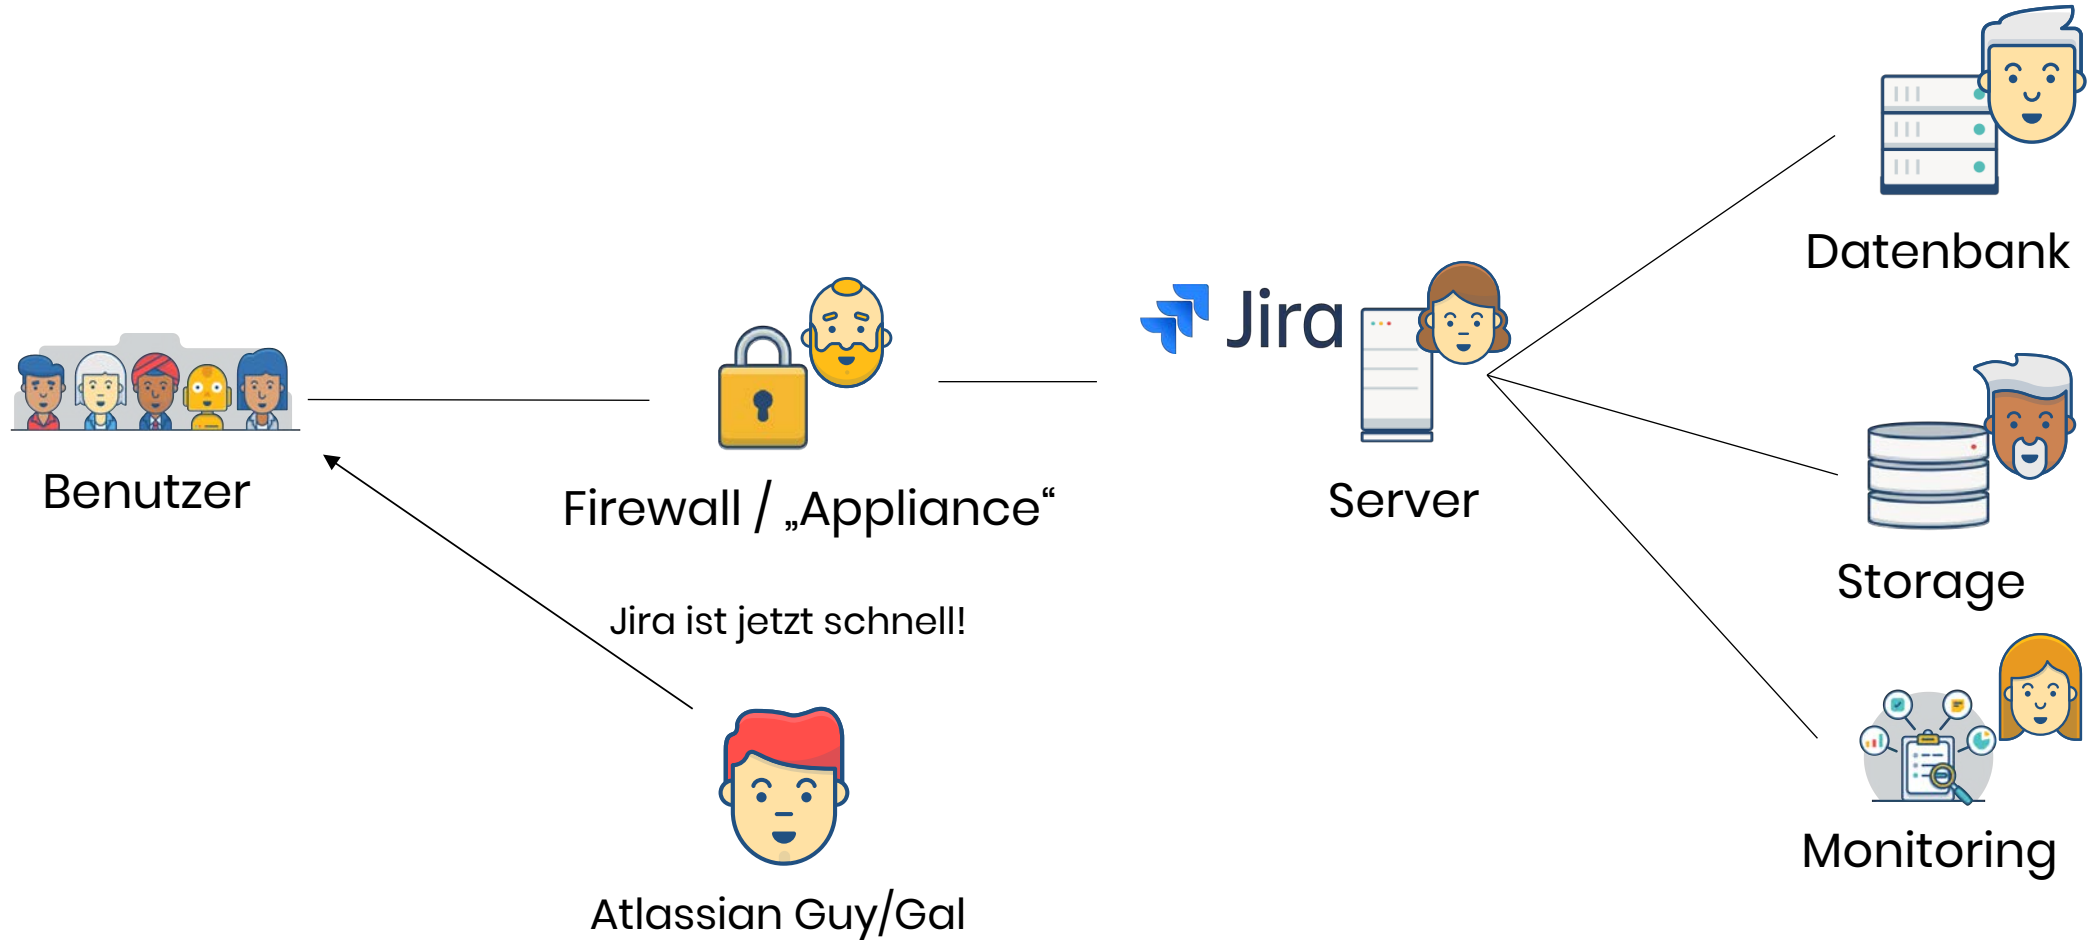 Datenbank
Jira
Benutzer
Firewall / „Appliance“
Server
Storage
Jira ist jetzt schnell!
Monitoring
Atlassian Guy/Gal